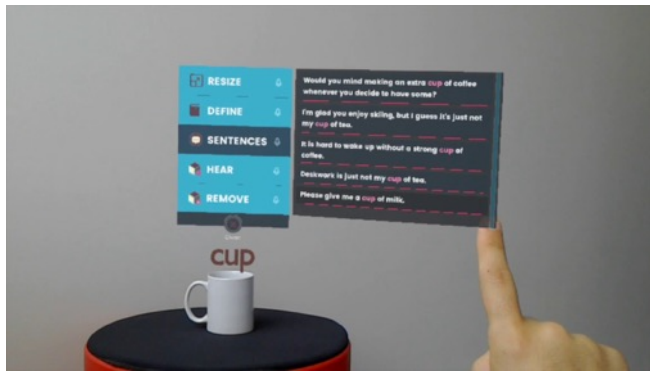 RESIZE
DEFINE
SENTENCES
HEAR
REMOVE
Would you mind making an extra cup of coffee
whenever you decide to have some?
I'm glad you enjoy skiing, but I guess it's just not
my cup of tea.
It is hard to wake up without a strong cup of
coffee.
Deskwork is just not my cup of tea.
Please give me a cup of milk.
cup